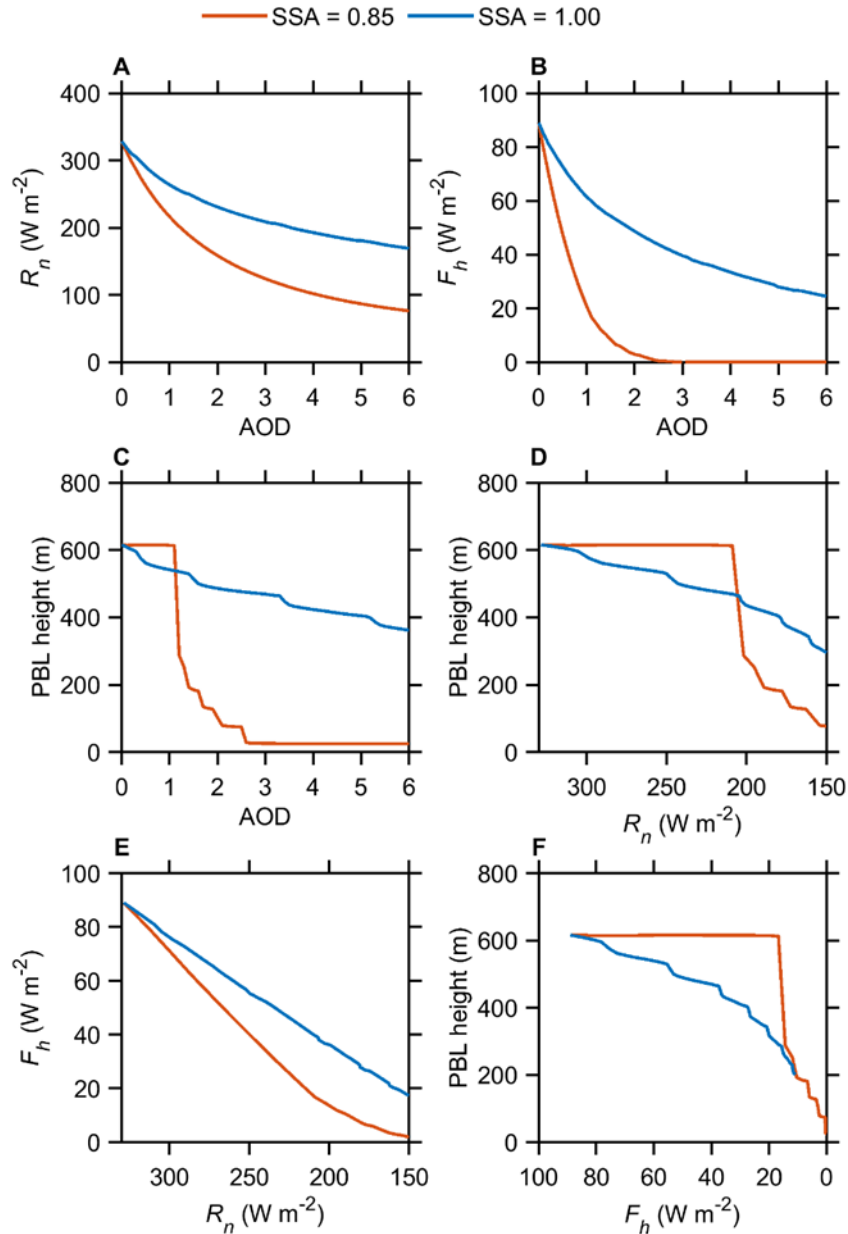 SSA = 0.85 SSA = 1.00
A B
400 100
300 80
200 60
100 40
0 20
0
Rn (W m-2) Fh (W m-2)
0 1 2 3 4 5 6 0 1 2 3 4 5 6
AOD AOD
C D
800 800
600 600
400 400
200 200
0 0
PBL height (m) PBL height (m)
0 1 2 3 4 5 6 300 250 200 150
AOD Rn (W m-2)
E F
100 800
80 600
60 400
40 200
20 0
0
Fh (W m-2) PBL height (m)
300 250 200 150 100 80 60 40 20 0
Rn (W m-2) Fh (W m-2)